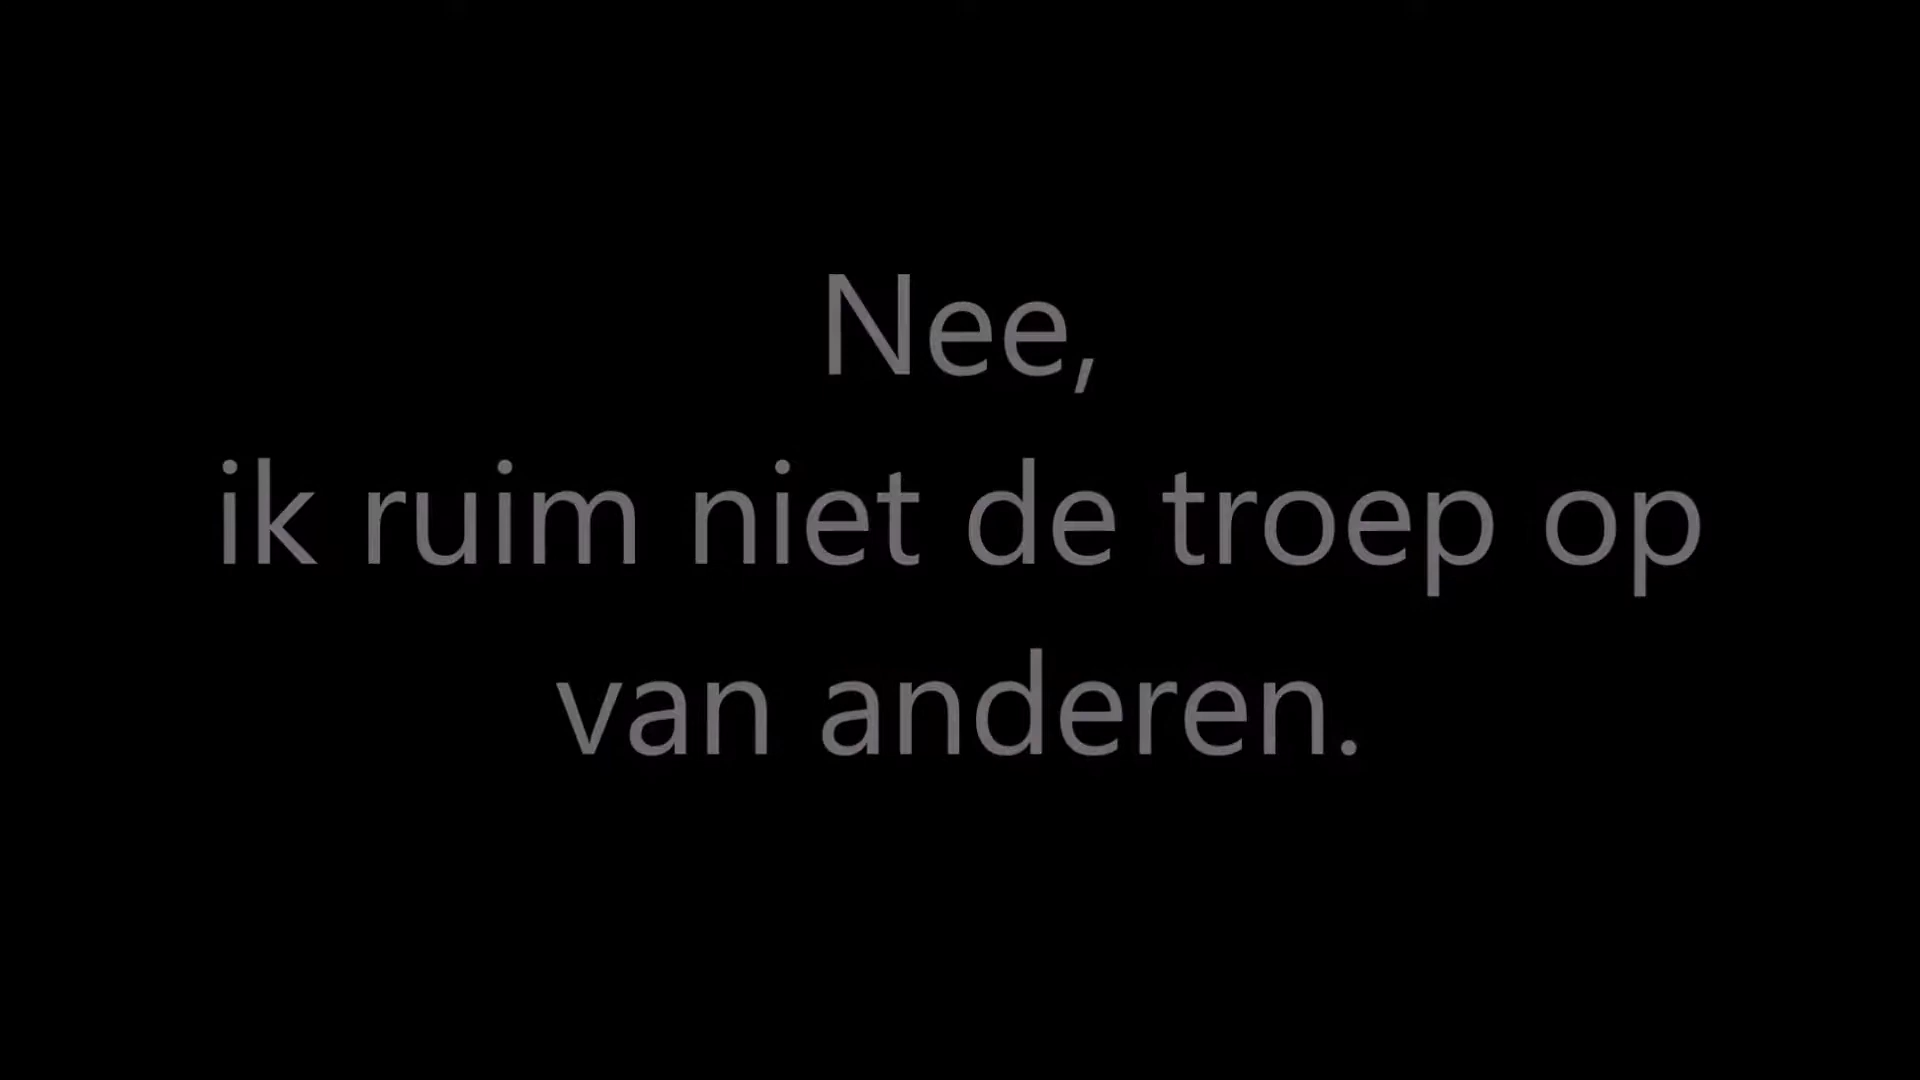 Nee,
ik ruim niet de troep op
van anderen.